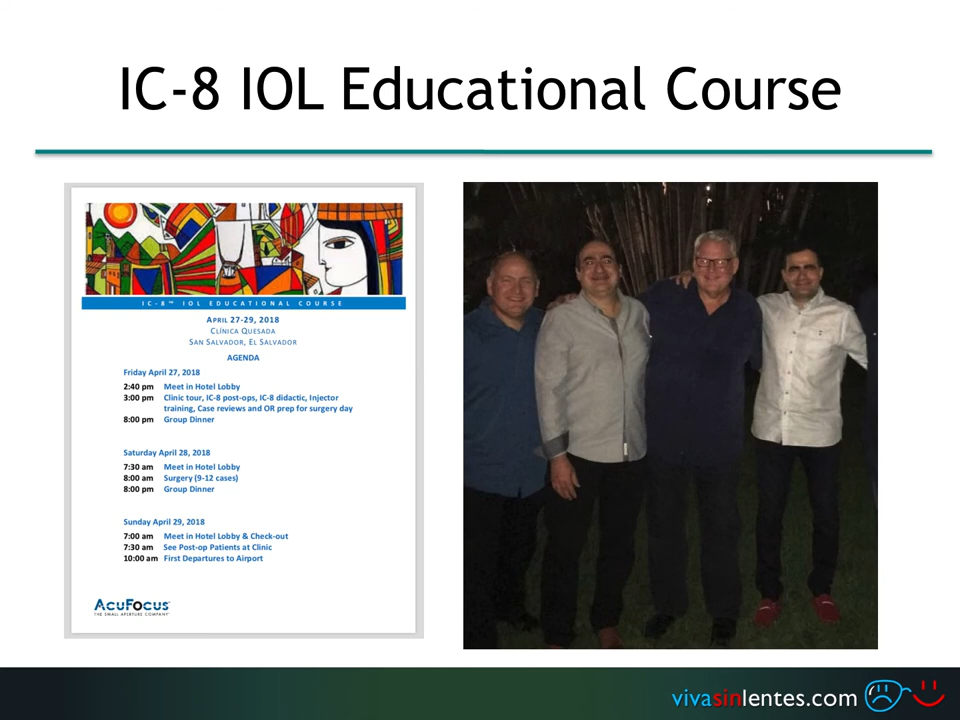 IC-8 IOL Educational Course
IC-8™ IOL EDUCATIONAL COURSE
APRIL 27-29, 2018
CLÍNICA QUESADA
SAN SALVADOR, EL SALVADOR
AGENDA
Friday April 27, 2018
2:40 pm Meet in Hotel Lobby
3:00 pm Clinic tour, IC-8 post-ops, IC-8 didactic, Injector
training, Case reviews and OR prep for surgery day
8:00 pm Group Dinner
Saturday April 28, 2018
7:30 am Meet in Hotel Lobby
8:00 am Surgery (9-12 cases)
8:00 pm Group Dinner
Sunday April 29, 2018
7:00 am Meet in Hotel Lobby & Check-out
7:30 am See Post-op Patients at Clinic
10:00 am First Departures to Airport
ACUFOCUS
THE SMALL APERTURE COMPANY
vivasinlentes.com